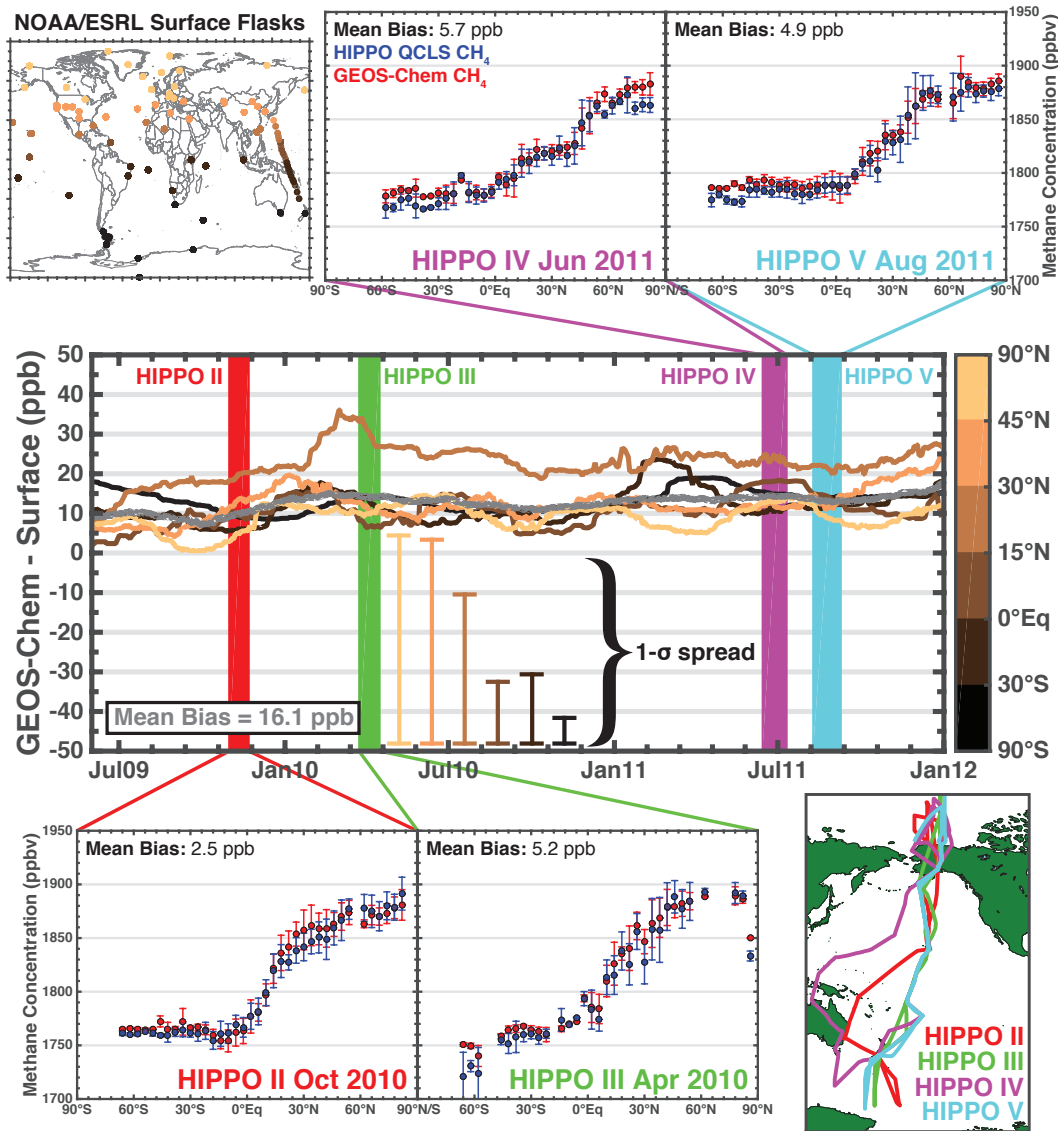 NOAA/ESRL Surface Flasks
Mean Bias: 5.7 ppb
HIPPO QCLS CH4
GEOS-Chem CH4
HIPPO IV Jun 2011
90°S 60°S 30°S 0°Eq 30°N 60°N 90°N/S
Mean Bias: 4.9 ppb
HIPPO V Aug 2011
60°S 30°S 0°Eq 30°N 60°N 90°N
1950
1900
1850
1800
1750
1700
Methane Concentration (ppbv)
GEOS-Chem - Surface (ppb)
50
40
30
20
10
0
-10
-20
-30
-40
-50
HIPPO II
HIPPO III
HIPPO IV
HIPPO V
1-σ spread
Mean Bias = 16.1 ppb
Jul09 Jan10 Jul10 Jan11 Jul11 Jan12
90°N
45°N
30°N
15°N
0°Eq
30°S
90°S
Methane Concentration (ppbv)
1950
1900
1850
1800
1750
1700
Mean Bias: 2.5 ppb
HIPPO II Oct 2010
90°S 60°S 30°S 0°Eq 30°N 60°N 90°N/S
Mean Bias: 5.2 ppb
HIPPO III Apr 2010
60°S 30°S 0°Eq 30°N 60°N 90°N
HIPPO II
HIPPO III
HIPPO IV
HIPPO V